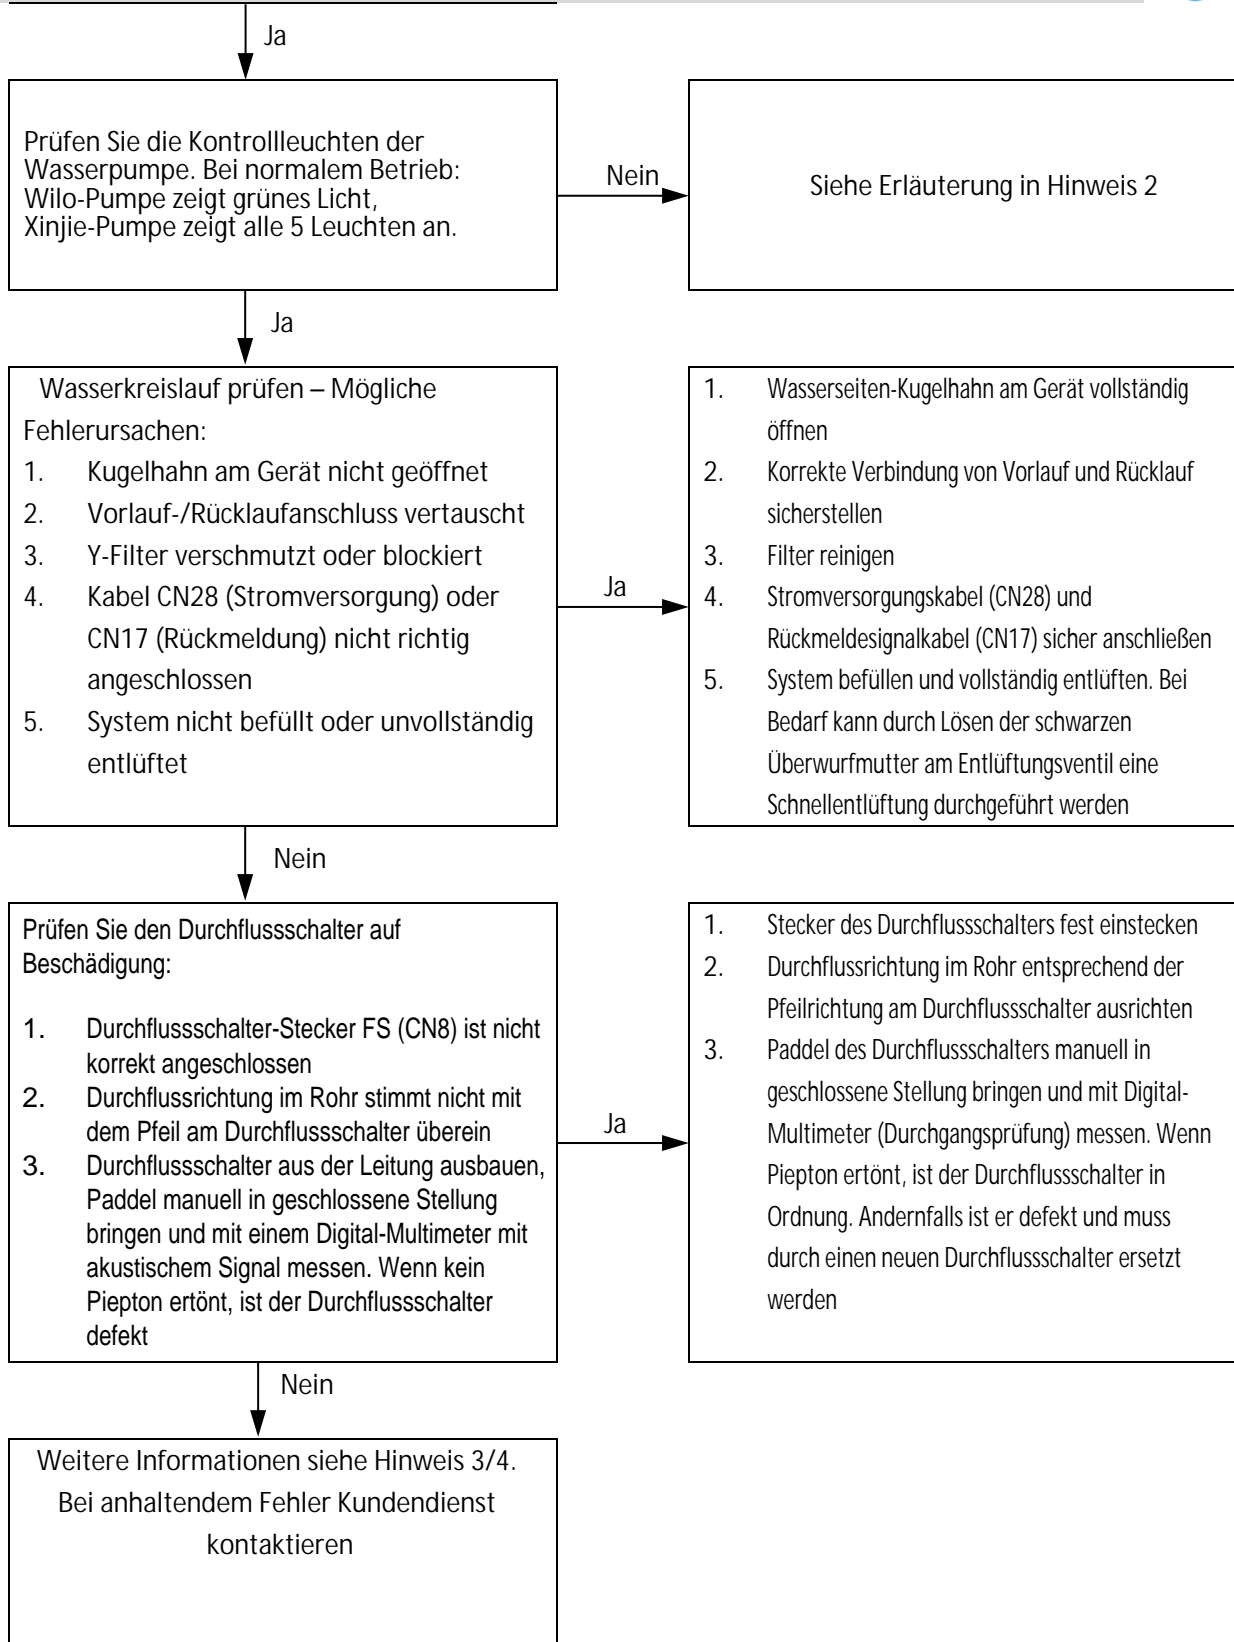 Ja
Prüfen Sie die Kontrollleuchten der
Wasserpumpe. Bei normalem Betrieb:
Wilo-Pumpe zeigt grünes Licht,
Xinjie-Pumpe zeigt alle 5 Leuchten an.
Nein
Siehe Erläuterung in Hinweis 2
Ja
Wasserkreislauf prüfen – Mögliche
Fehlerursachen:
1. Kugelhahn am Gerät nicht geöffnet
2. Vorlauf-/Rücklaufanschluss vertauscht
3. Y-Filter verschmutzt oder blockiert
4. Kabel CN28 (Stromversorgung) oder
CN17 (Rückmeldung) nicht richtig
angeschlossen
5. System nicht befüllt oder unvollständig
entlüftet
Ja
1. Wasserseiten-Kugelhahn am Gerät vollständig
öffnen
2. Korrekte Verbindung von Vorlauf und Rücklauf
sicherstellen
3. Filter reinigen
4. Stromversorgungskabel (CN28) und
Rückmeldesignalkabel (CN17) sicher anschließen
5. System befüllen und vollständig entlüften. Bei
Bedarf kann durch Lösen der schwarzen
Überwurfmutter am Entlüftungsventil eine
Schnellentlüftung durchgeführt werden
Nein
Prüfen Sie den Durchflussschalter auf
Beschädigung:
1. Durchflussschalter-Stecker FS (CN8) ist nicht
korrekt angeschlossen
2. Durchflussrichtung im Rohr stimmt nicht mit
dem Pfeil am Durchflussschalter überein
3. Durchflussschalter aus der Leitung ausbauen,
Paddel manuell in geschlossene Stellung
bringen und mit einem Digital-Multimeter mit
akustischem Signal messen. Wenn kein
Piepton ertönt, ist der Durchflussschalter
defekt
Ja
1. Stecker des Durchflussschalters fest einstecken
2. Durchflussrichtung im Rohr entsprechend der
Pfeilrichtung am Durchflussschalter ausrichten
3. Paddel des Durchflussschalters manuell in
geschlossene Stellung bringen und mit Digital-
Multimeter (Durchgangsprüfung) messen. Wenn
Piepton ertönt, ist der Durchflussschalter in
Ordnung. Andernfalls ist er defekt und muss
durch einen neuen Durchflussschalter ersetzt
werden
Nein
Weitere Informationen siehe Hinweis 3/4.
Bei anhaltendem Fehler Kundendienst
kontaktieren